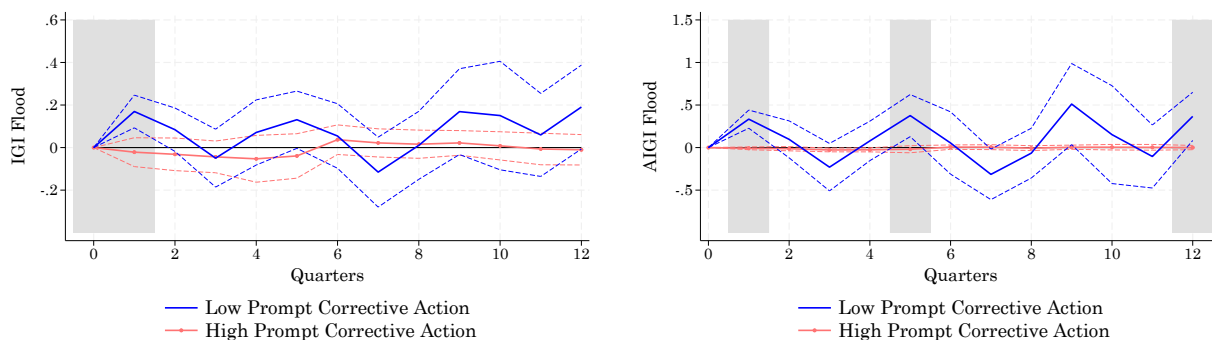 IGI Flood
.6
.4
.2
0
-.2
0 2 4 6 8 10 12
Quarters
Low Prompt Corrective Action
High Prompt Corrective Action
AIGI Flood
1.5
1
.5
0
-.5
0 2 4 6 8 10 12
Quarters
Low Prompt Corrective Action
High Prompt Corrective Action